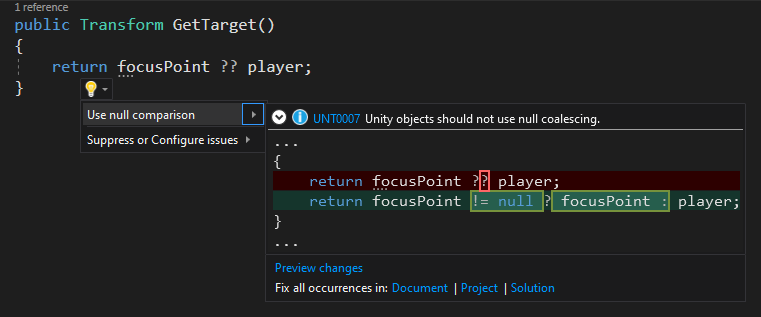 1 reference
public Transform GetTarget()
{
return focusPoint ?? player;
}
Use null comparison
Suppress or Configure issues
UNT0007 Unity objects should not use null coalescing.
...
{
return focusPoint ?? player;
return focusPoint != null ? focusPoint : player;
}
...
Preview changes
Fix all occurrences in: Document | Project | Solution